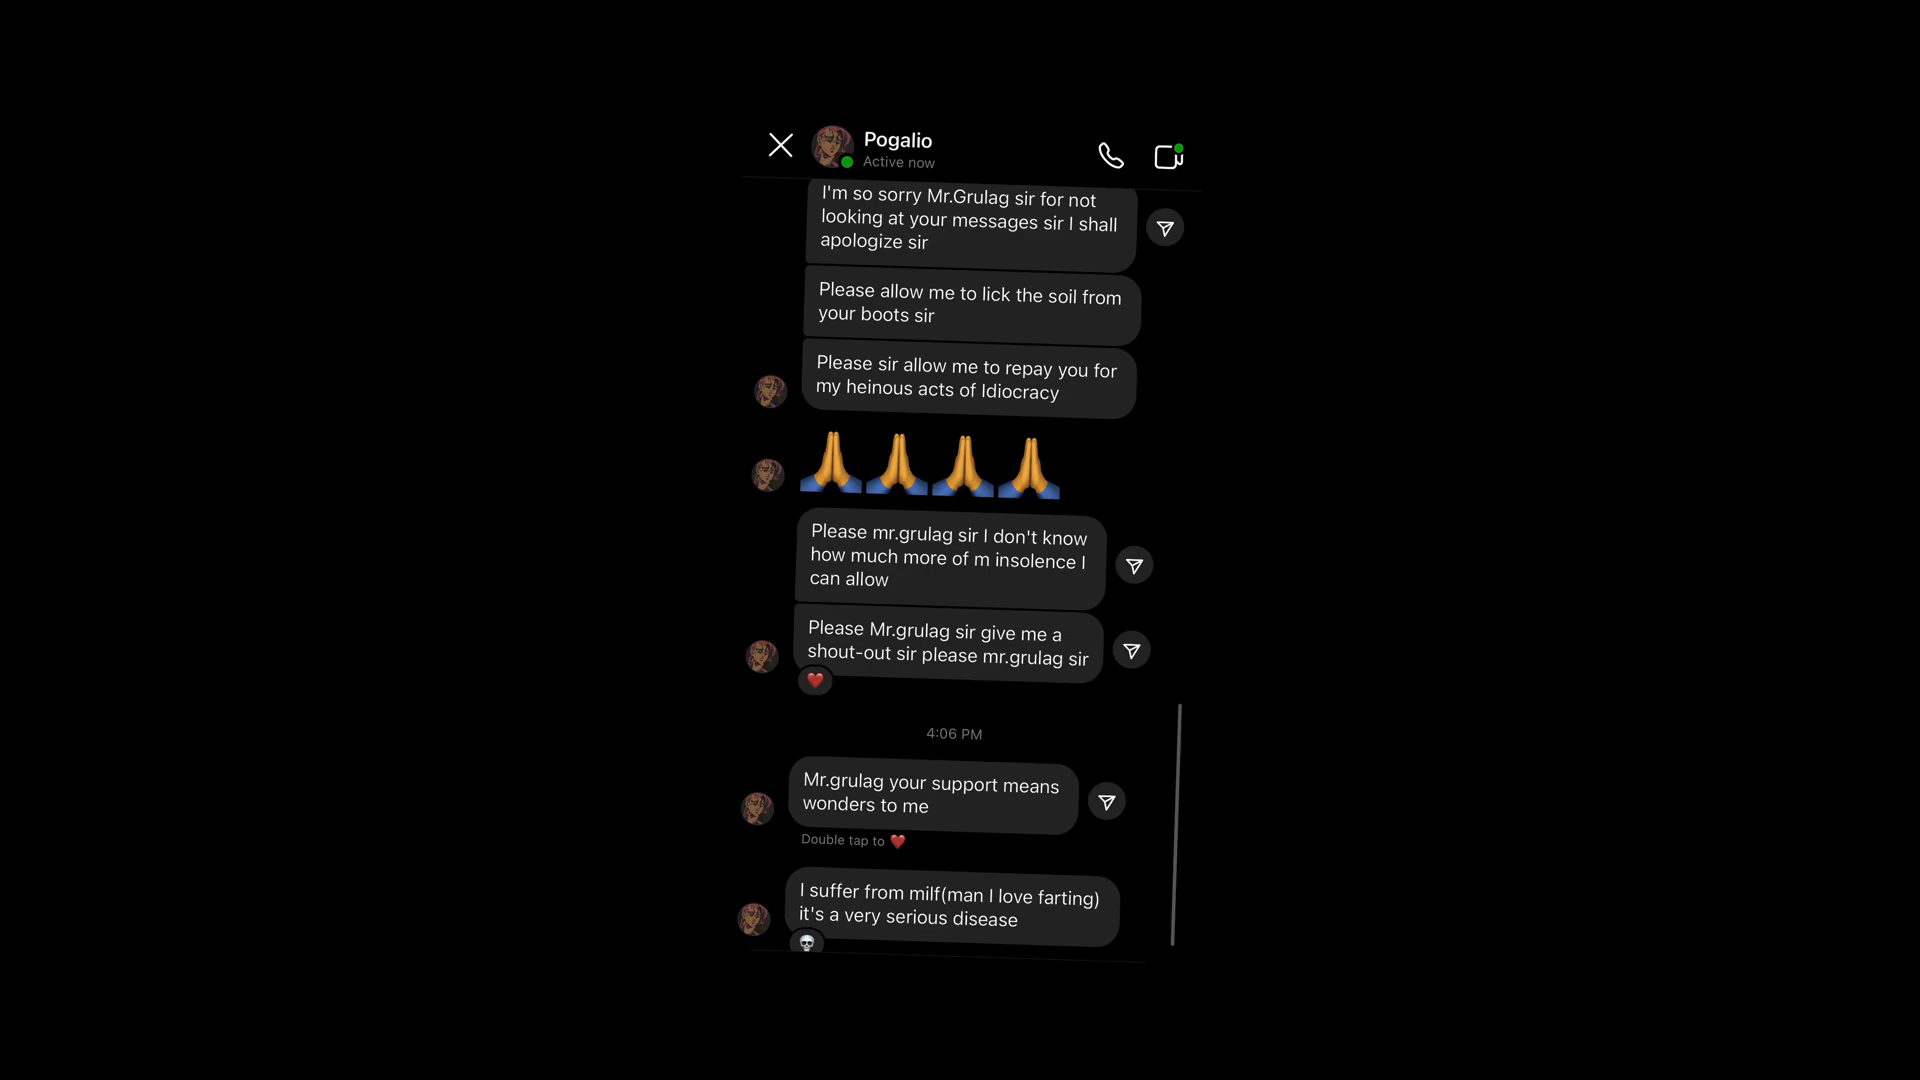 Pogalio
Active now
I'm so sorry Mr.Grulag sir for not
looking at your messages sir I shall
apologize sir
Please allow me to lick the soil from
your boots sir
Please sir allow me to repay you for
my heinous acts of Idiocracy
🙏🙏🙏🙏
Please mr.grulag sir I don't know
how much more of m insolence I
can allow
Please Mr.grulag sir give me a
shout-out sir please mr.grulag sir
❤️
4:06 PM
Mr.grulag your support means
wonders to me
Double tap to ❤️
I suffer from milf(man I love farting)
it's a very serious disease
💀